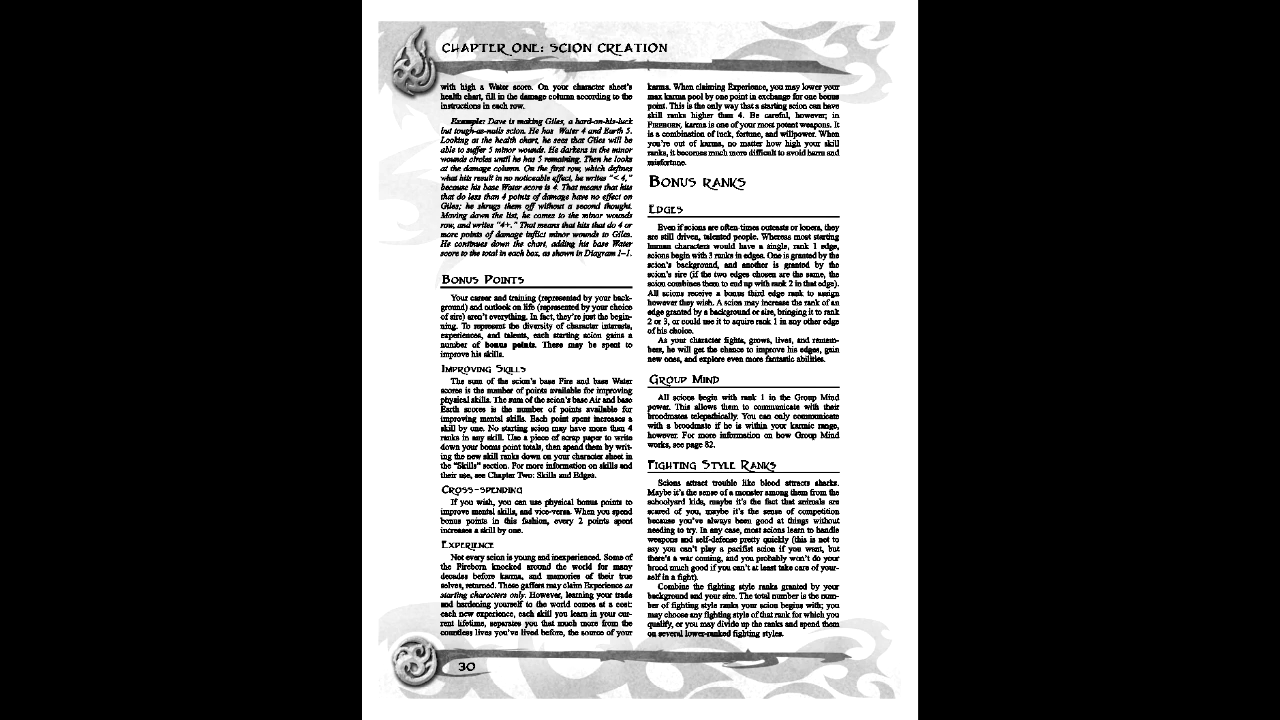 CHAPTER ONE: SCION CREATION
with high a Water score. On your character sheet's
health chart, fill in the damage column according to the
instructions in each row.
Example: Dave is making Giles, a hard-on-his-luck
but tough-as-nails scion. He has Water 4 and Earth 5.
Looking at the health chart, he sees that Giles will be
able to suffer 5 minor wounds. He darkens in the minor
wounds circles until he has 5 remaining. Then he looks
at the damage column. On the first row, which defines
what hits result in no noticeable effect, he writes "< 4,"
because his base Water score is 4. That means that hits
that do less than 4 points of damage have no effect on
Giles; he shrugs them off without a second thought.
Moving down the list, he comes to the minor wounds
row, and writes "4+." That means that hits that do 4 or
more points of damage inflict minor wounds to Giles.
He continues down the chart, adding his base Water
score to the total in each box, as shown in Diagram 1–1.
BONUS POINTS
Your career and training (represented by your back-
ground) and outlook on life (represented by your choice
of sire) aren't everything. In fact, they're just the begin-
ning. To represent the diversity of character interests,
experiences, and talents, each starting scion gains a
number of bonus points. There may be spent to
improve his skills.
IMPROVING SKILLS
The sum of the scion's base Fire and base Water
scores is the number of points available for improving
physical skills. The sum of the scion's base Air and base
Earth scores is the number of points available for
improving mental skills. Each point spent increases a
skill by one. No starting scion may have more than 4
ranks in any skill. Use a piece of scrap paper to write
down your bonus point totals, then spend them by writ-
ing the new skill ranks down on your character sheet in
the "Skills" section. For more information on skills and
their use, see Chapter Two: Skills and Edges.
CROSS-SPENDING
If you wish, you can use physical bonus points to
improve mental skills, and vice-versa. When you spend
bonus points in this fashion, every 2 points spent
increases a skill by one.
EXPERIENCE
Not every scion is young and inexperienced. Some of
the Fireborn knocked around the world for many
decades before karma, and memories of their true
selves, returned. These gaffers may claim Experience as
starting characters only. However, learning your trade
and hardening yourself to the world comes at a cost:
each new experience, each skill you learn in your cur-
rent lifetime, separates you that much more from the
countless lives you've lived before, the source of your
karma. When claiming Experience, you may lower your
max karma pool by one point in exchange for one bonus
point. This is the only way that a starting scion can have
skill ranks higher than 4. Be careful, however; in
FIREBORN, karma is one of your most potent weapons. It
is a combination of luck, fortune, and willpower. When
you're out of karma, no matter how high your skill
ranks, it becomes much more difficult to avoid harm and
misfortune.
BONUS RANKS
EDGES
Even if scions are often-times outcasts or loners, they
are still driven, talented people. Whereas most starting
human characters would have a single, rank 1 edge,
scions begin with 3 ranks in edges. One is granted by the
scion's background, and another is granted by the
scion's sire (if the two edges chosen are the same, the
scion combines them to end up with rank 2 in that edge).
All scions receive a bonus third edge rank to assign
however they wish. A scion may increase the rank of an
edge granted by a background or sire, bringing it to rank
2 or 3, or could use it to squire rank 1 in any other edge
of his choice.
As your character fights, grows, lives, and remem-
bers, he will get the chance to improve his edges, gain
new ones, and explore even more fantastic abilities.
GROUP MIND
All scions begin with rank 1 in the Group Mind
power. This allows them to communicate with their
broodmates telepathically. You can only communicate
with a broodmate if he is within your karmic range,
however. For more information on how Group Mind
works, see page 82.
FIGHTING STYLE RANKS
Scions attract trouble like blood attracts sharks.
Maybe it's the sense of a monster among them from the
schoolyard kids, maybe it's the fact that animals are
scared of you, maybe it's the sense of competition
because you've always been good at things without
needing to try. In any case, most scions learn to handle
weapons and self-defense pretty quickly (this is not to
say you can't play a pacifist scion if you want, but
there's a war coming, and you probably won't do your
brood much good if you can't at least take care of your-
self in a fight).
Combine the fighting style ranks granted by your
background and your sire. The total number is the num-
ber of fighting style ranks your scion begins with; you
may choose any fighting style of that rank for which you
qualify, or you may divide up the ranks and spend them
on several lower-ranked fighting styles.
30